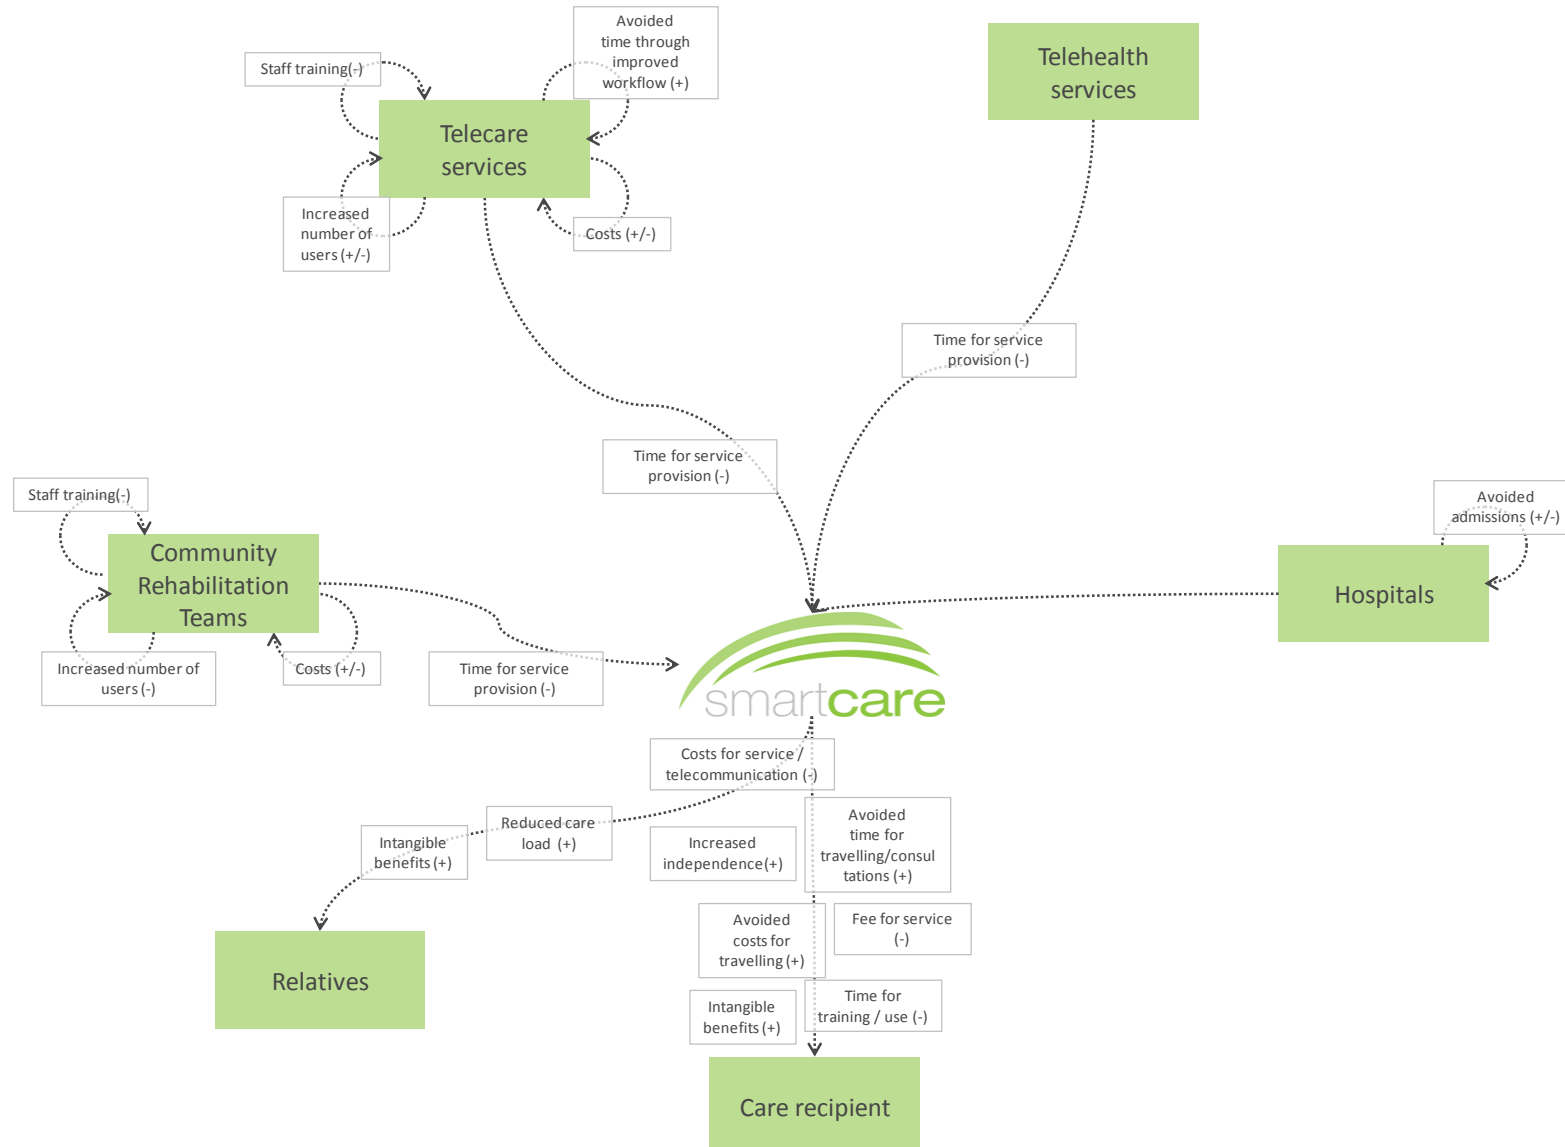 Avoided
time through
improved
workflow (+)
Staff training(-)
Telehealth
services
Telecare
services
Increased
number of
users (+/-)
Costs (+/-)
Time for service
provision (-)
Time for service
provision (-)
Staff training(-)
Avoided
admissions (+/-)
Community
Rehabilitation
Teams
Hospitals
Increased number of
users (-)
Costs (+/-)
Time for service
provision (-)
smartcare
Costs for service /
telecommunication (-)
Reduced care
load (+)
Intangible
benefits (+)
Increased
independence(+)
Avoided
time for
travelling/consul
tations (+)
Avoided
costs for
travelling (+)
Fee for service
(-)
Relatives
Intangible
benefits (+)
Time for
training / use (-)
Care recipient